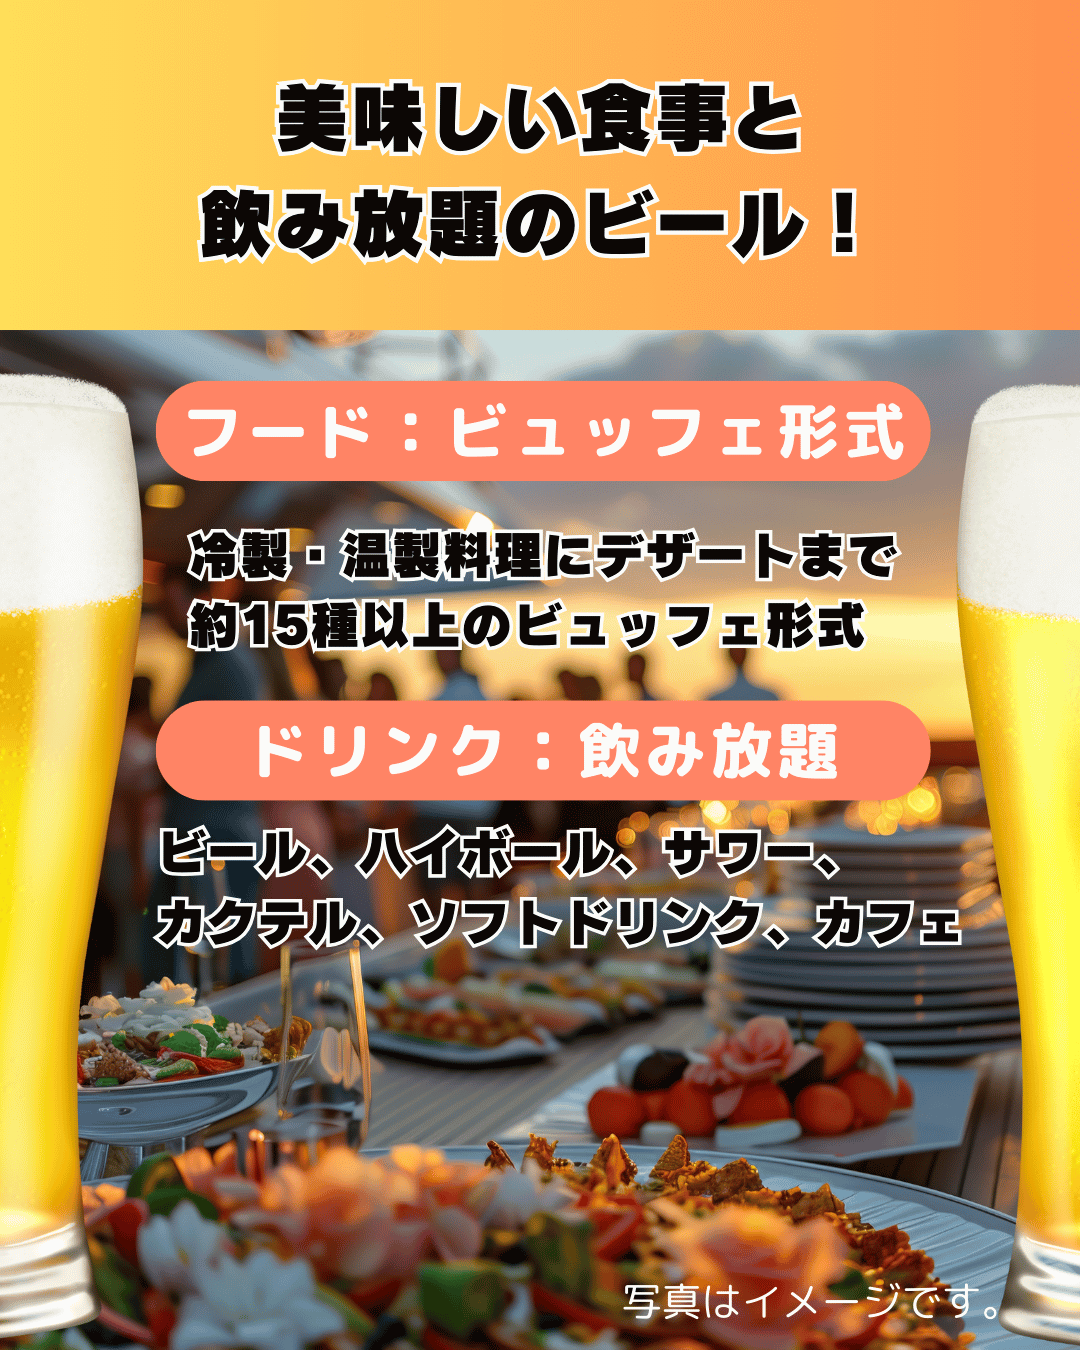 美味しい食事と
飲み放題のビール！
フード：ビュッフェ形式
冷製・温製料理にデザートまで
約15種以上のビュッフェ形式
ドリンク：飲み放題
ビール、ハイボール、サワー、
カクテル、ソフトドリンク、カフェ
写真はイメージです。